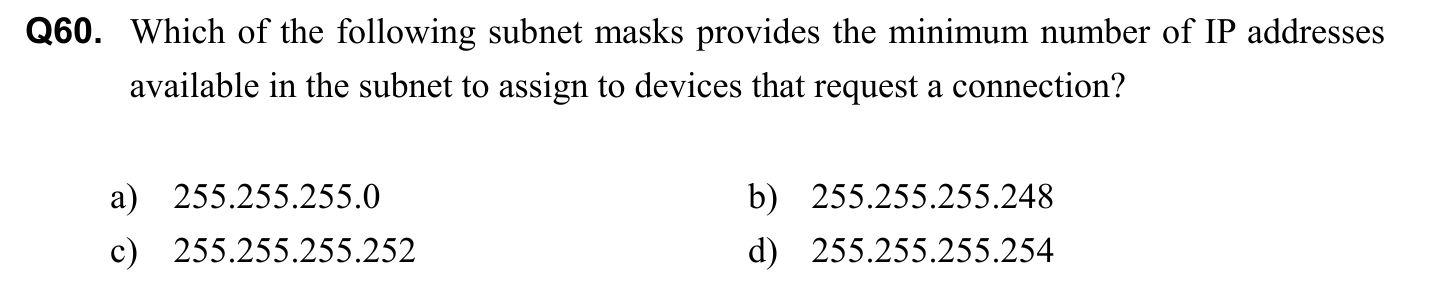 Q60. Which of the following subnet masks provides the minimum number of IP addresses
available in the subnet to assign to devices that request a connection?
a) 255.255.255.0 b) 255.255.255.248
c) 255.255.255.252 d) 255.255.255.254